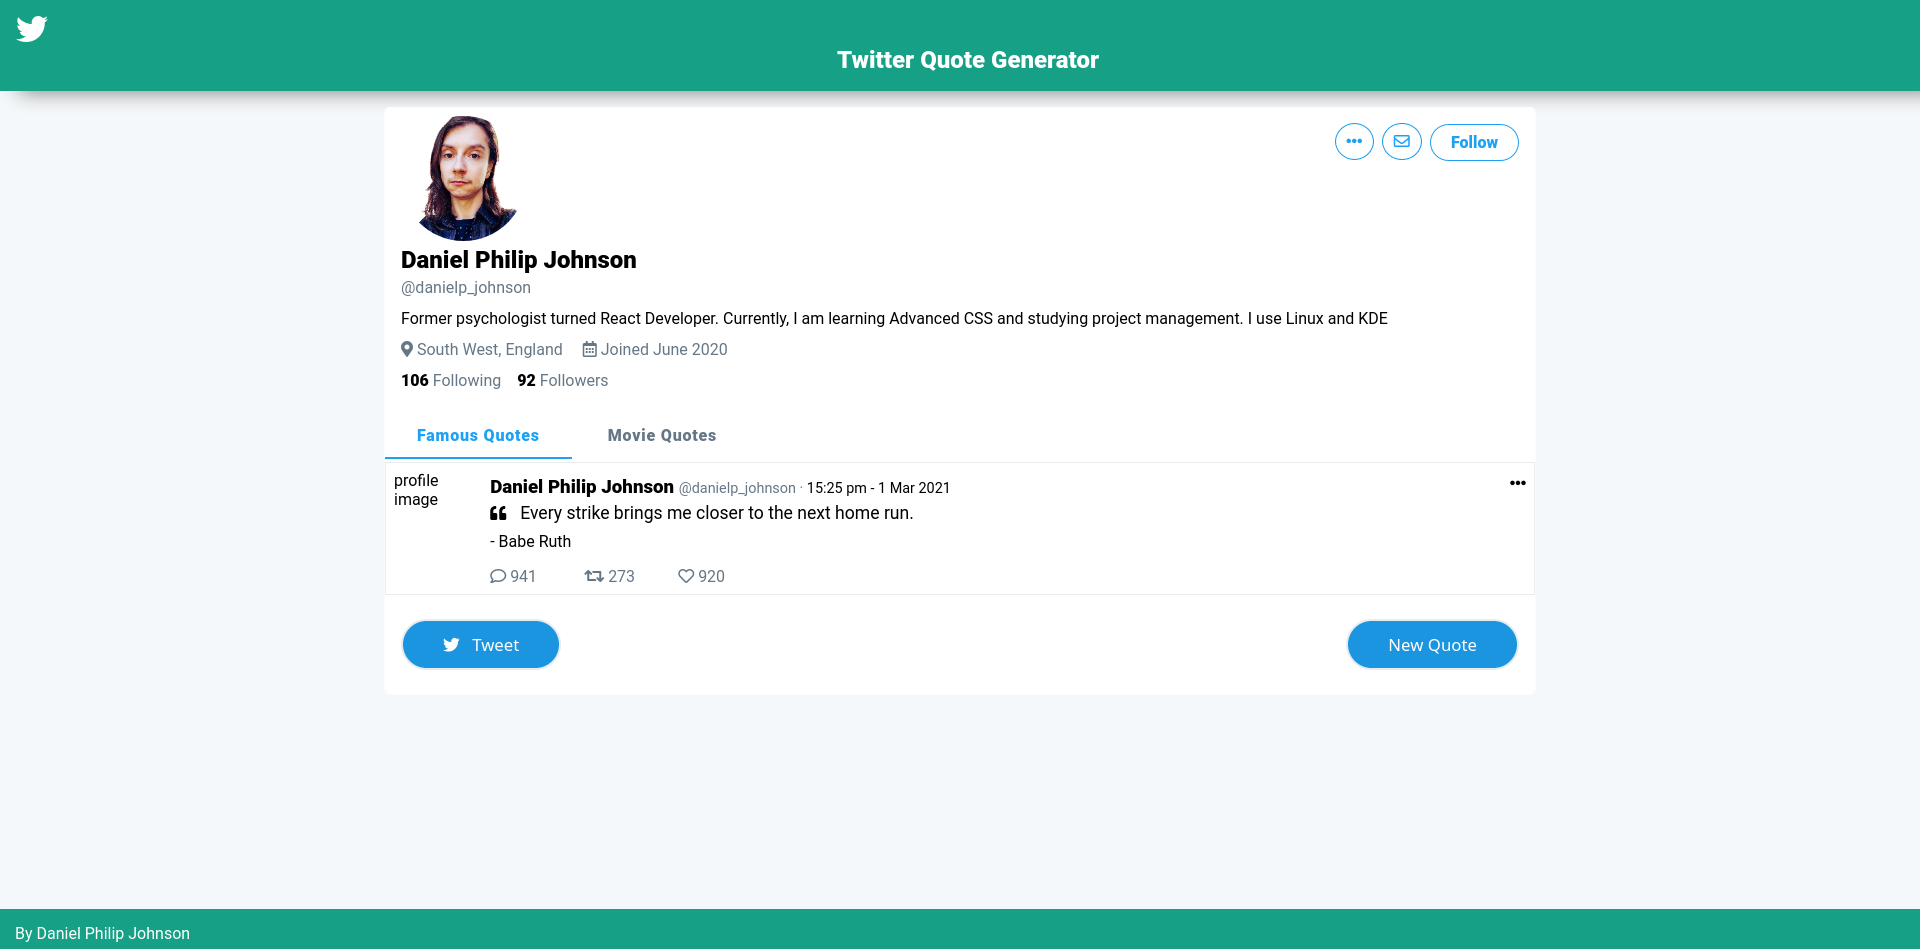 Twitter Quote Generator
Follow
Daniel Philip Johnson
@danielp_johnson
Former psychologist turned React Developer. Currently, I am learning Advanced CSS and studying project management. I use Linux and KDE
South West, England Joined June 2020
106 Following 92 Followers
Famous Quotes Movie Quotes
profile
image
Daniel Philip Johnson @danielp_johnson · 15:25 pm - 1 Mar 2021
❝ Every strike brings me closer to the next home run.
- Babe Ruth
941 273 920
Tweet New Quote
By Daniel Philip Johnson